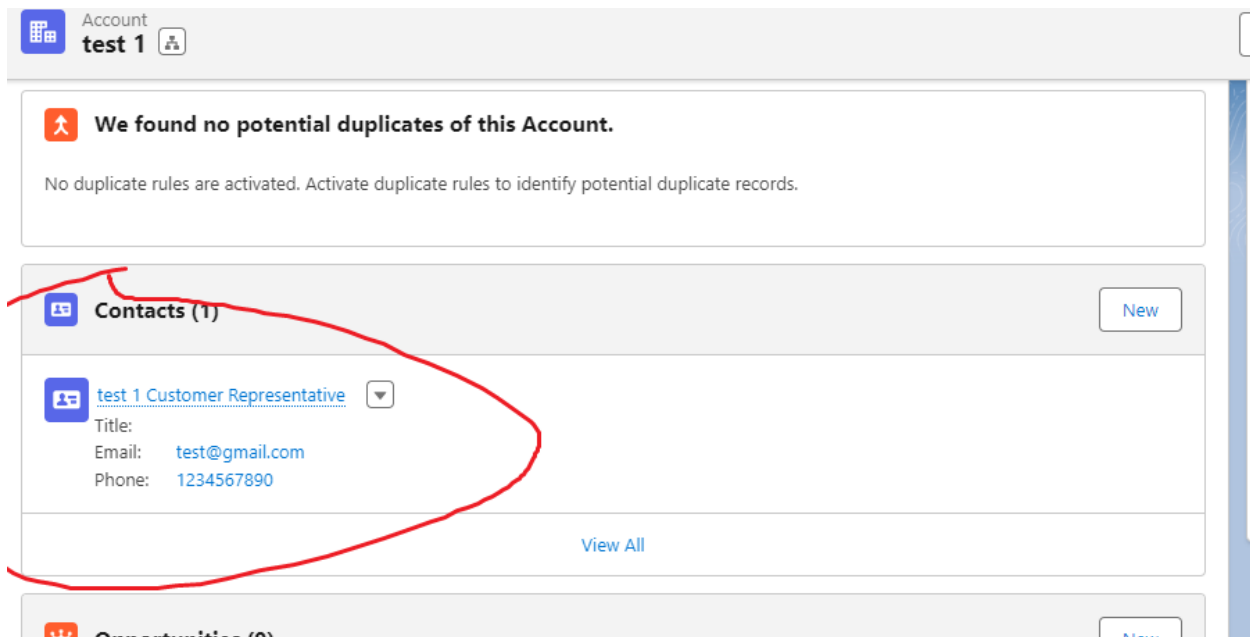 Account
test 1
We found no potential duplicates of this Account.
No duplicate rules are activated. Activate duplicate rules to identify potential duplicate records.
Contacts (1)
New
test 1 Customer Representative
Title:
Email: test@gmail.com
Phone: 1234567890
View All
Opportunities (0)
New